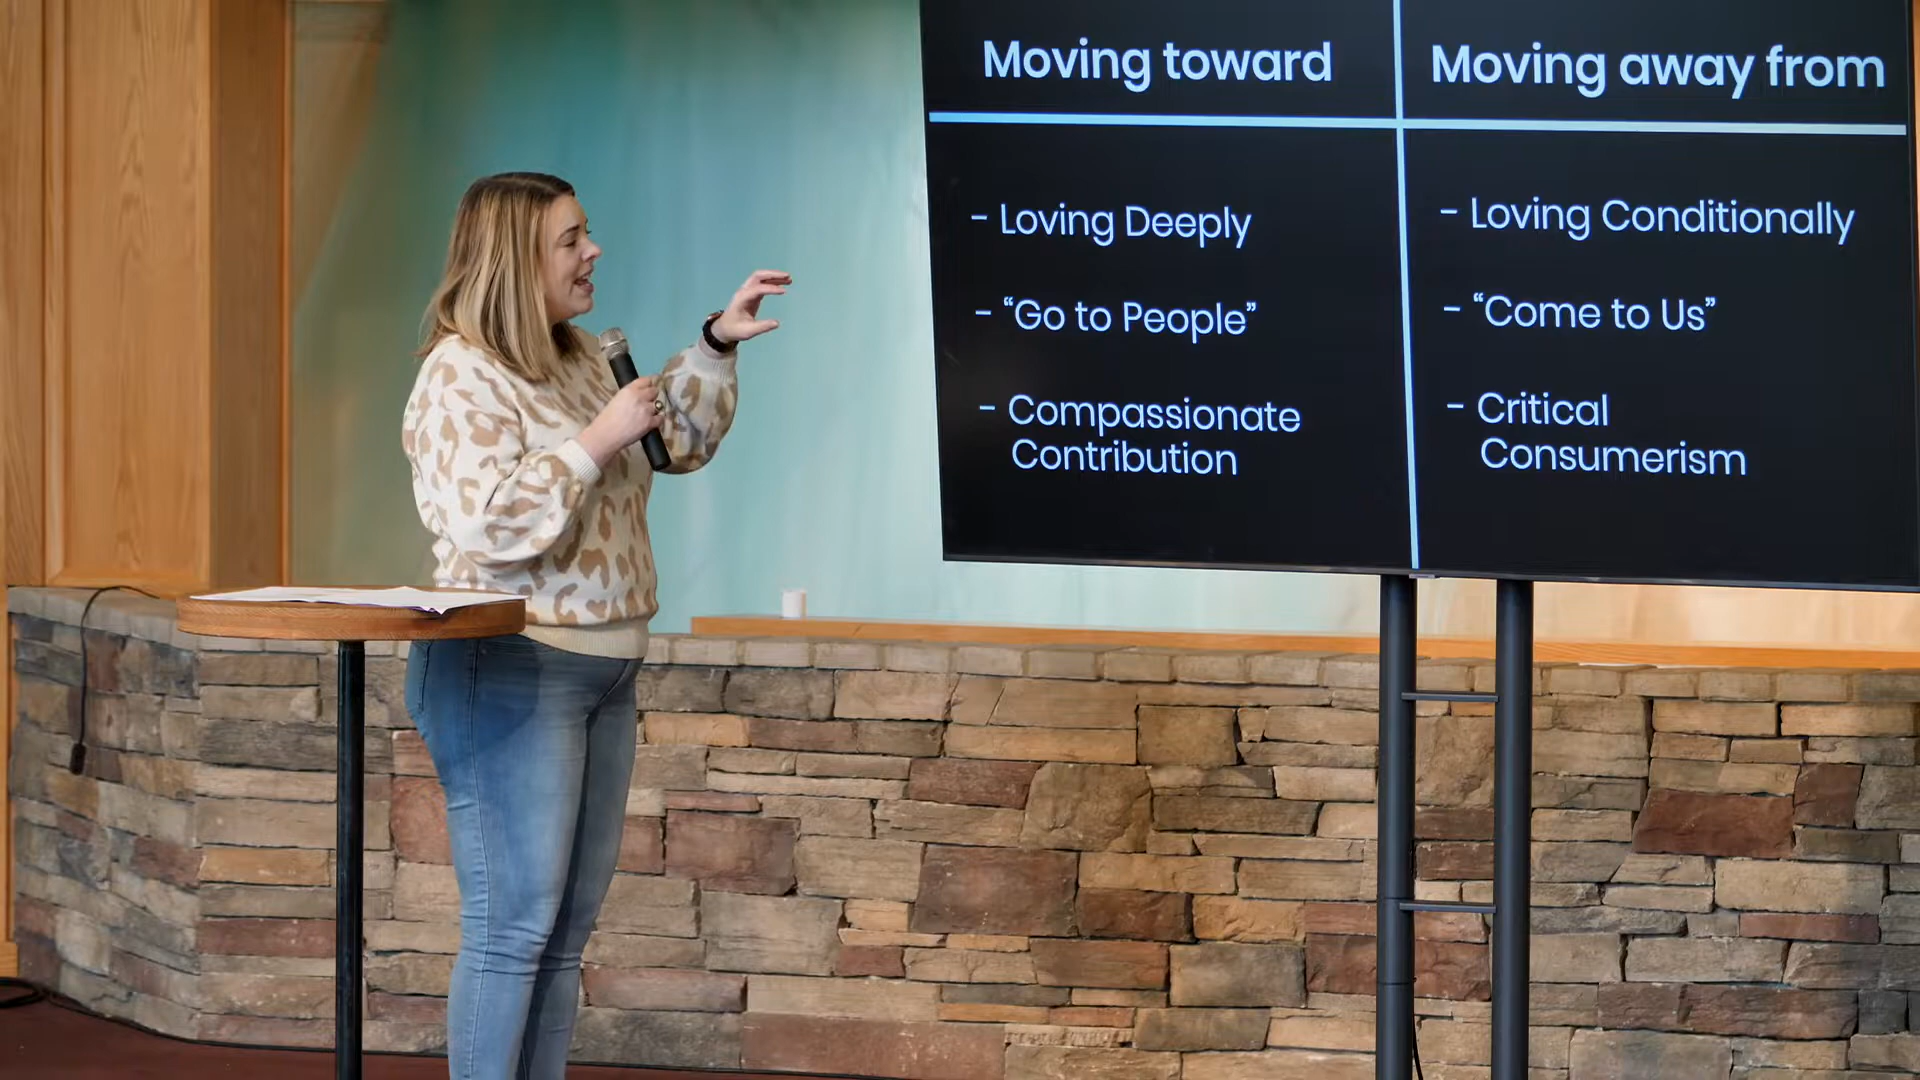 Moving toward
Moving away from
- Loving Deeply
- “Go to People”
- Compassionate
Contribution
- Loving Conditionally
- “Come to Us”
- Critical
Consumerism